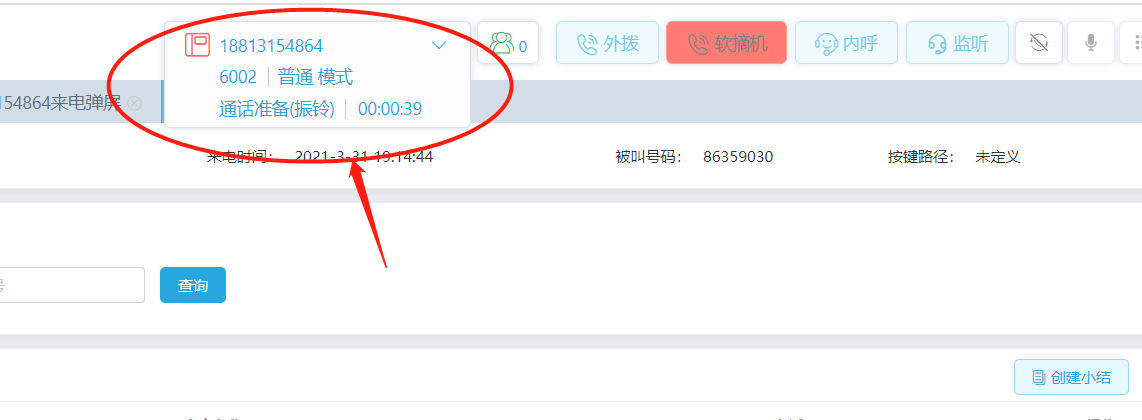 18813154864
0
外拨
软摘机
内呼
监听
6002 | 普通 模式
154864来电弹屏
通话准备(振铃) | 00:00:39
来电时间： 2021-3-31 19:14:44
被叫号码： 86359030
按键路径： 未定义
号
查询
创建小结